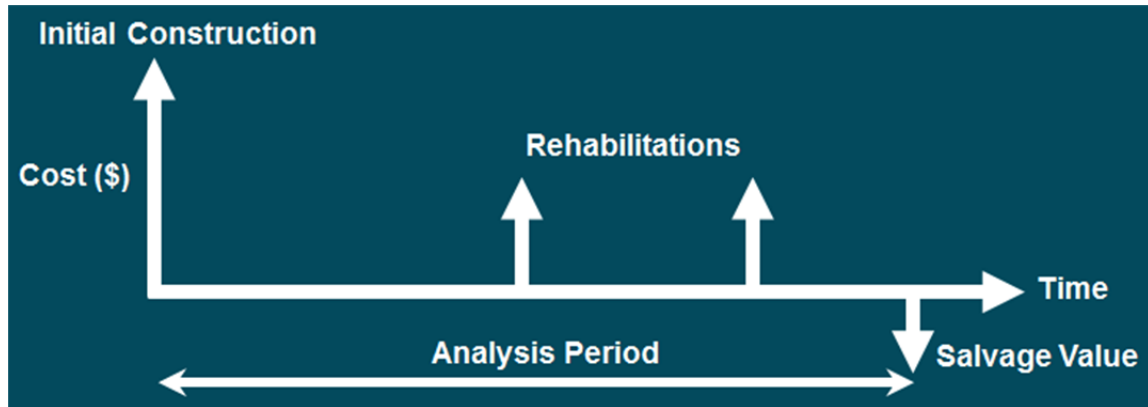 Initial Construction
Cost ($)
Rehabilitations
Time
Analysis Period
Salvage Value